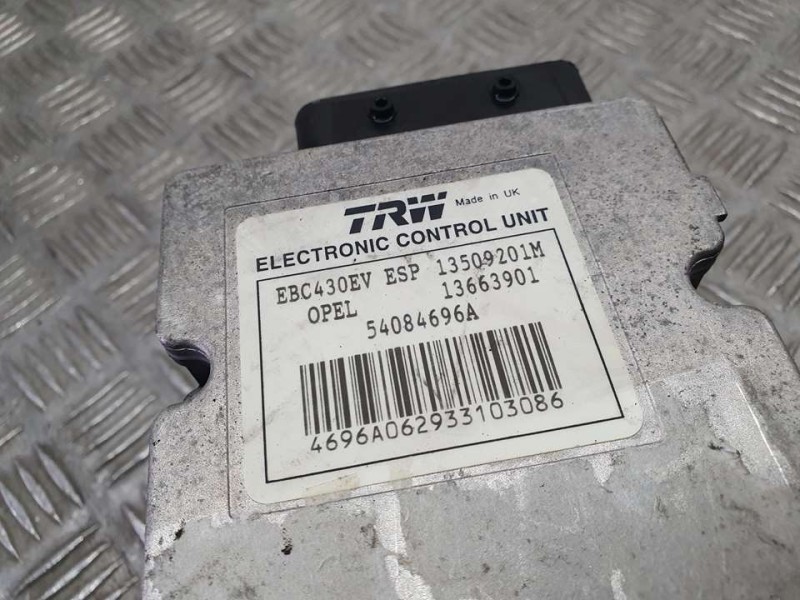 TRW Made in UK
ELECTRONIC CONTROL UNIT
EBC430EV ESP 13509201M
OPEL 13663901
54084696A
4696A062933103086